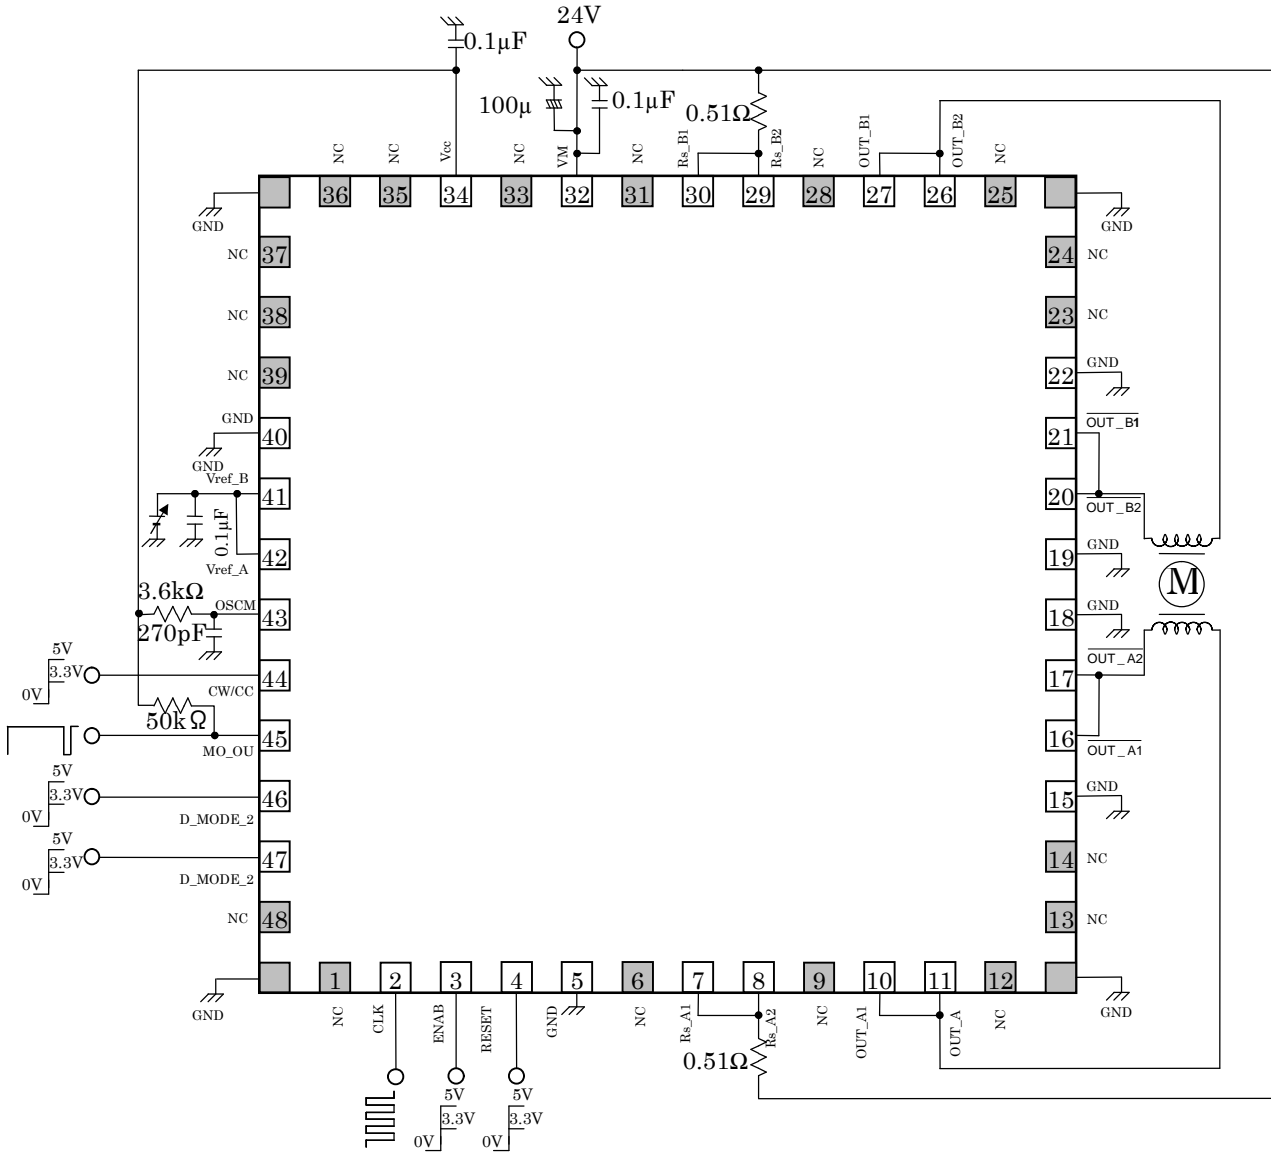 24V
0.1μF
100μ
0.1μF
0.51Ω
NC
NC
Vcc
NC
VM
NC
Rs_B1
Rs_B2
NC
OUT_B1
OUT_B2
NC
36
35
34
33
32
31
30
29
28
27
26
25
GND
GND
NC
37
24
NC
NC
38
23
NC
NC
39
22
GND
GND
40
GND
21
OUT_B1
Vref_B
41
20
OUT_B2
0.1μF
42
Vref_A
19
GND
M
3.6kΩ
OSCM
43
270pF
18
GND
5V
3.3V
0V
44
CW/CC
17
OUT_A2
50kΩ
45
MO_OU
16
OUT_A1
5V
3.3V
0V
46
D_MODE_2
15
GND
5V
3.3V
0V
47
D_MODE_2
14
NC
NC
48
13
NC
1
2
3
4
5
6
7
8
9
10
11
12
GND
GND
NC
CLK
ENAB
RESET
GND
NC
Rs_A1
Rs_A2
NC
OUT_A1
OUT_A
NC
0.51Ω
5V
3.3V
0V
5V
3.3V
0V